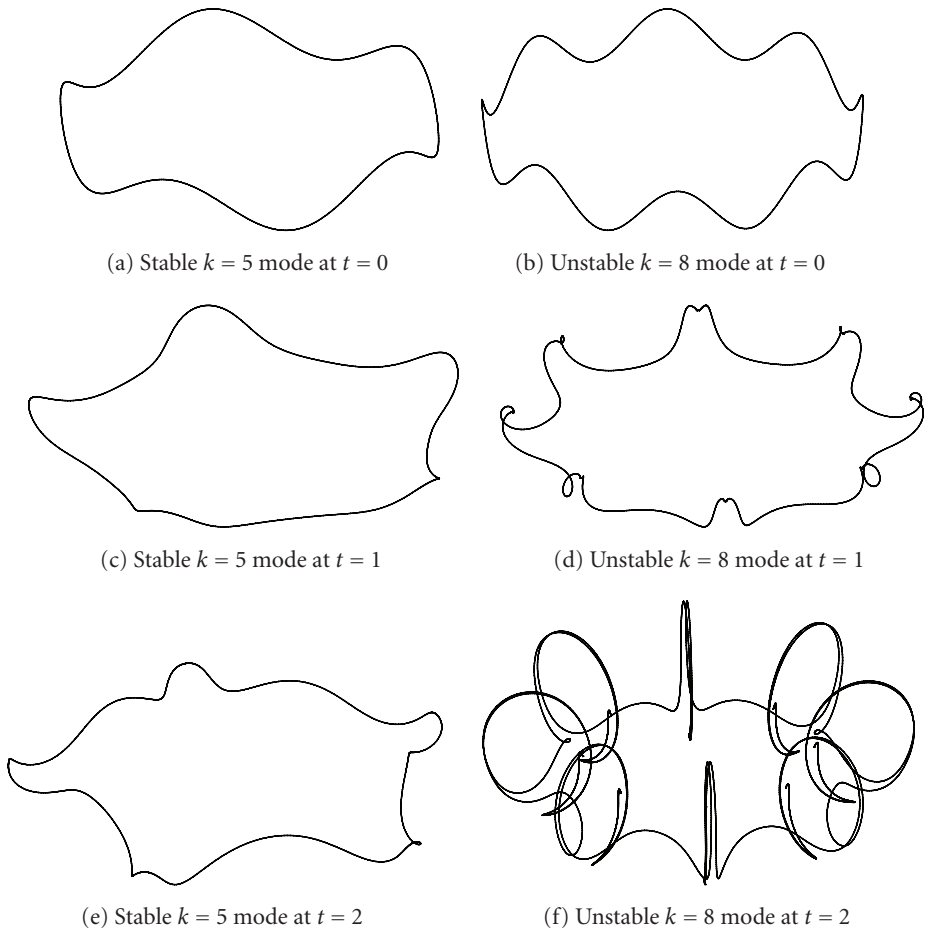 (a) Stable k = 5 mode at t = 0
(b) Unstable k = 8 mode at t = 0
(c) Stable k = 5 mode at t = 1
(d) Unstable k = 8 mode at t = 1
(e) Stable k = 5 mode at t = 2
(f) Unstable k = 8 mode at t = 2